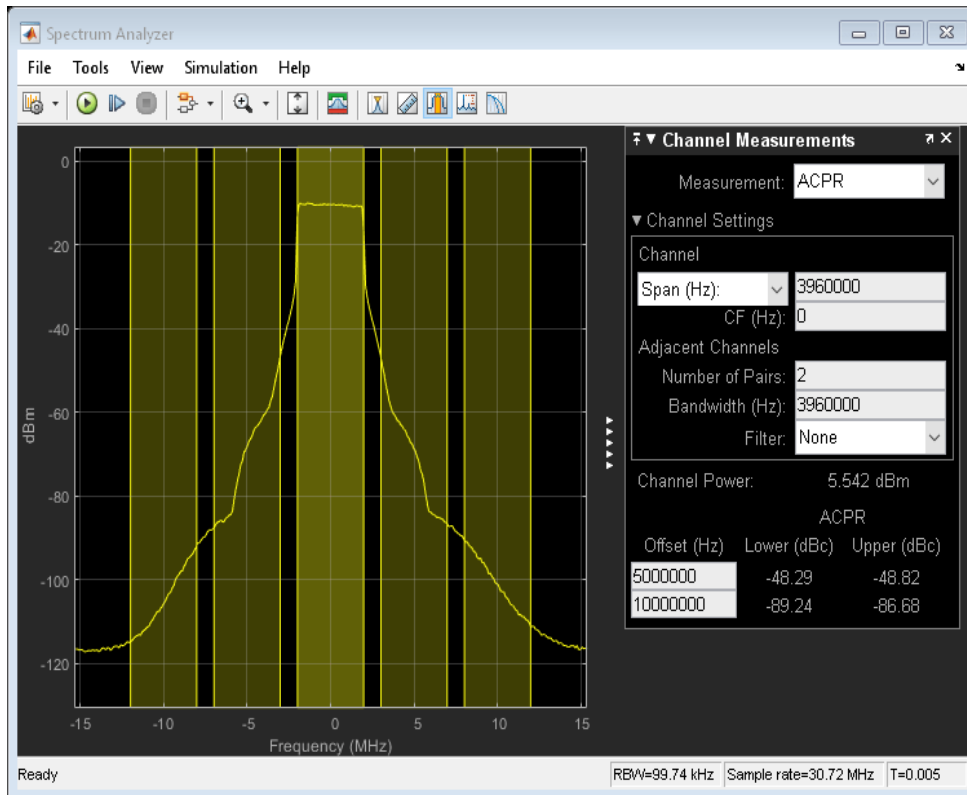 Spectrum Analyzer
File Tools View Simulation Help
Channel Measurements
Measurement: ACPR
Channel Settings
Channel
Span (Hz): 3960000
CF (Hz): 0
Adjacent Channels
Number of Pairs: 2
Bandwidth (Hz): 3960000
Filter: None
Channel Power: 5.542 dBm
ACPR
Offset (Hz) Lower (dBc) Upper (dBc)
5000000 -48.29 -48.82
10000000 -89.24 -86.68
0
-20
-40
-60
-80
-100
-120
dBm
-15 -10 -5 0 5 10 15
Frequency (MHz)
Ready RBW=99.74 kHz Sample rate=30.72 MHz T=0.005